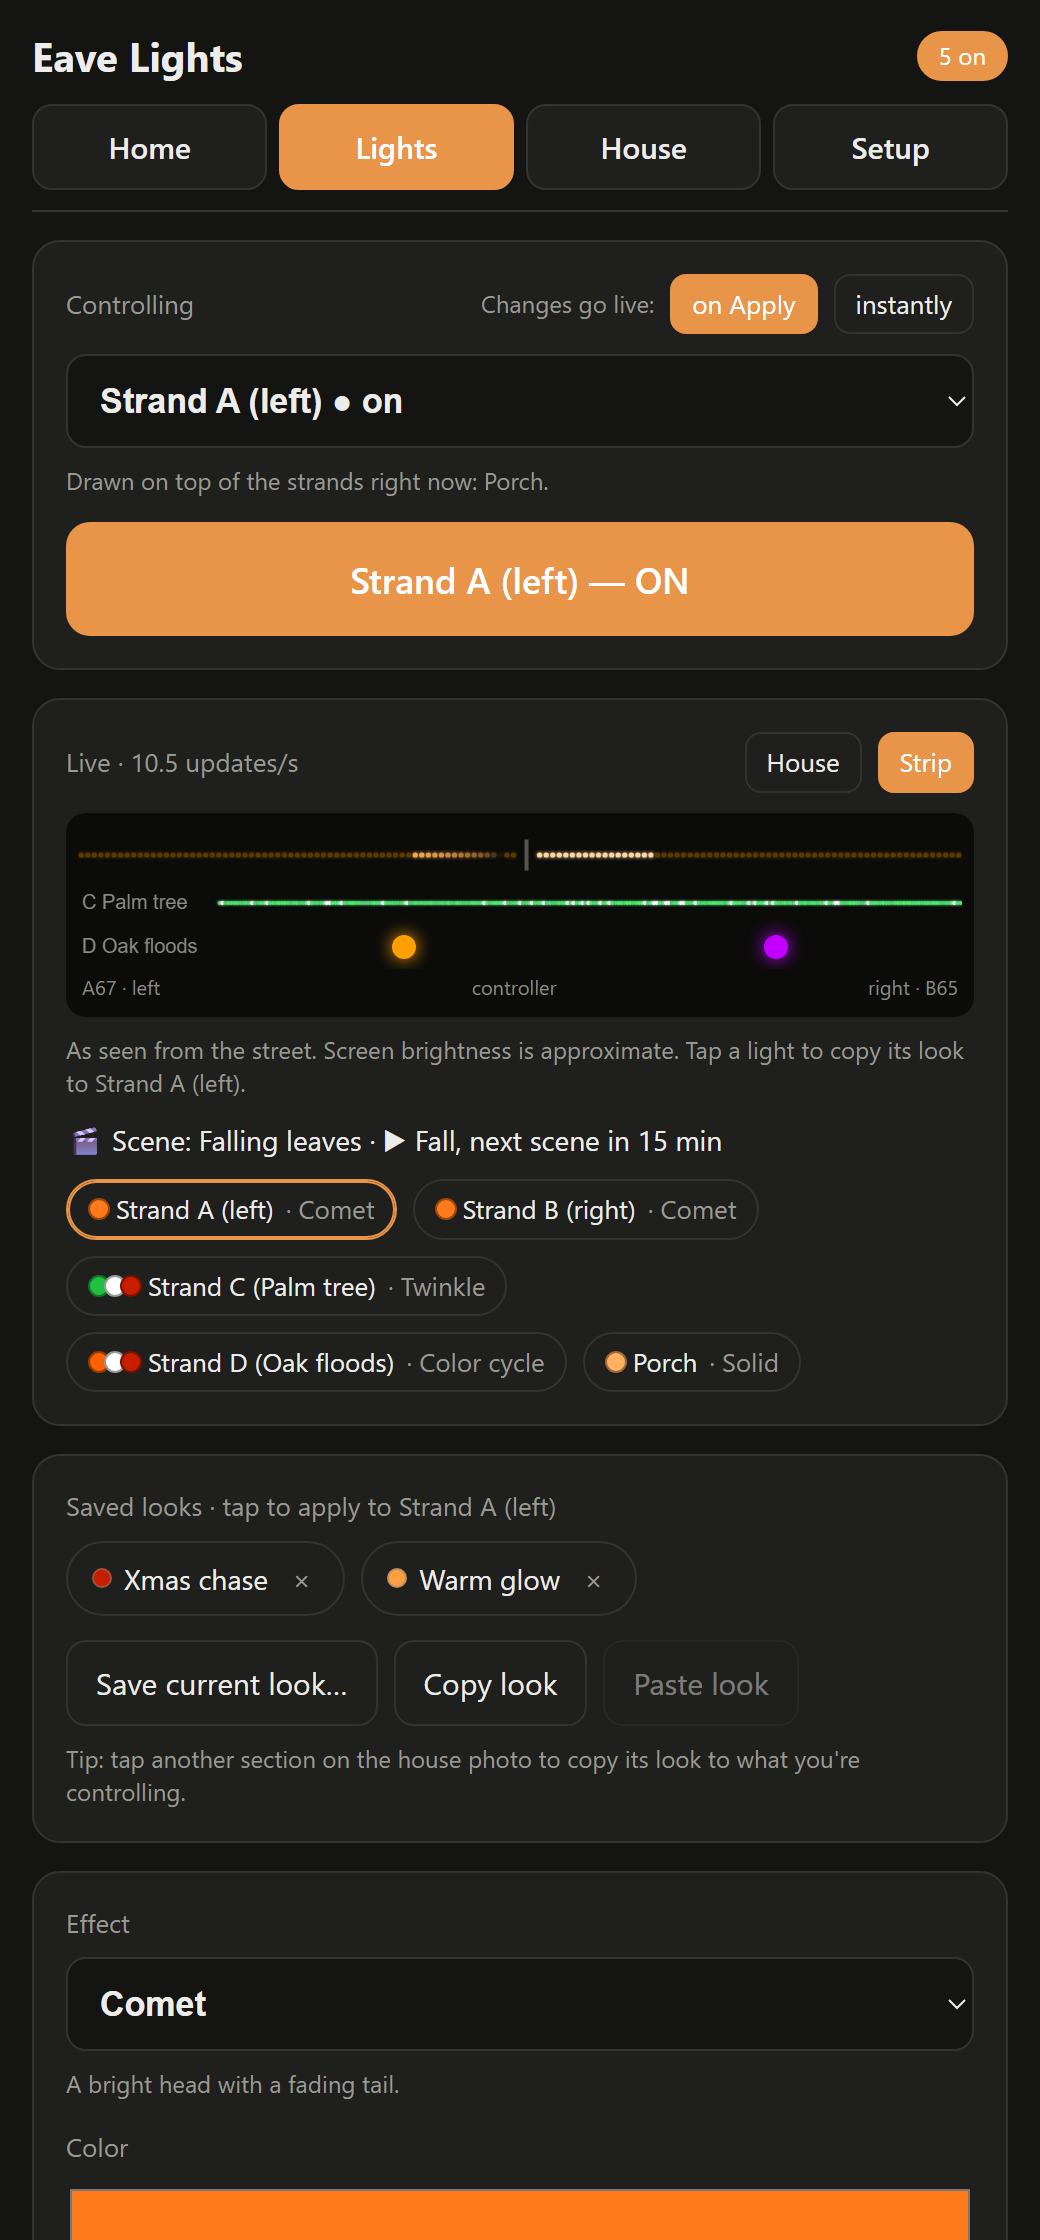 Eave Lights
5 on
Home
Lights
House
Setup
Controlling
Changes go live:
on Apply
instantly
Strand A (left) ● on
Drawn on top of the strands right now: Porch.
Strand A (left) — ON
Live · 10.5 updates/s
House
Strip
C Palm tree
D Oak floods
A67 · left
controller
right · B65
As seen from the street. Screen brightness is approximate. Tap a light to copy its look
to Strand A (left).
🎬 Scene: Falling leaves · ▶ Fall, next scene in 15 min
Strand A (left) · Comet
Strand B (right) · Comet
Strand C (Palm tree) · Twinkle
Strand D (Oak floods) · Color cycle
Porch · Solid
Saved looks · tap to apply to Strand A (left)
Xmas chase ×
Warm glow ×
Save current look...
Copy look
Paste look
Tip: tap another section on the house photo to copy its look to what you're
controlling.
Effect
Comet
A bright head with a fading tail.
Color